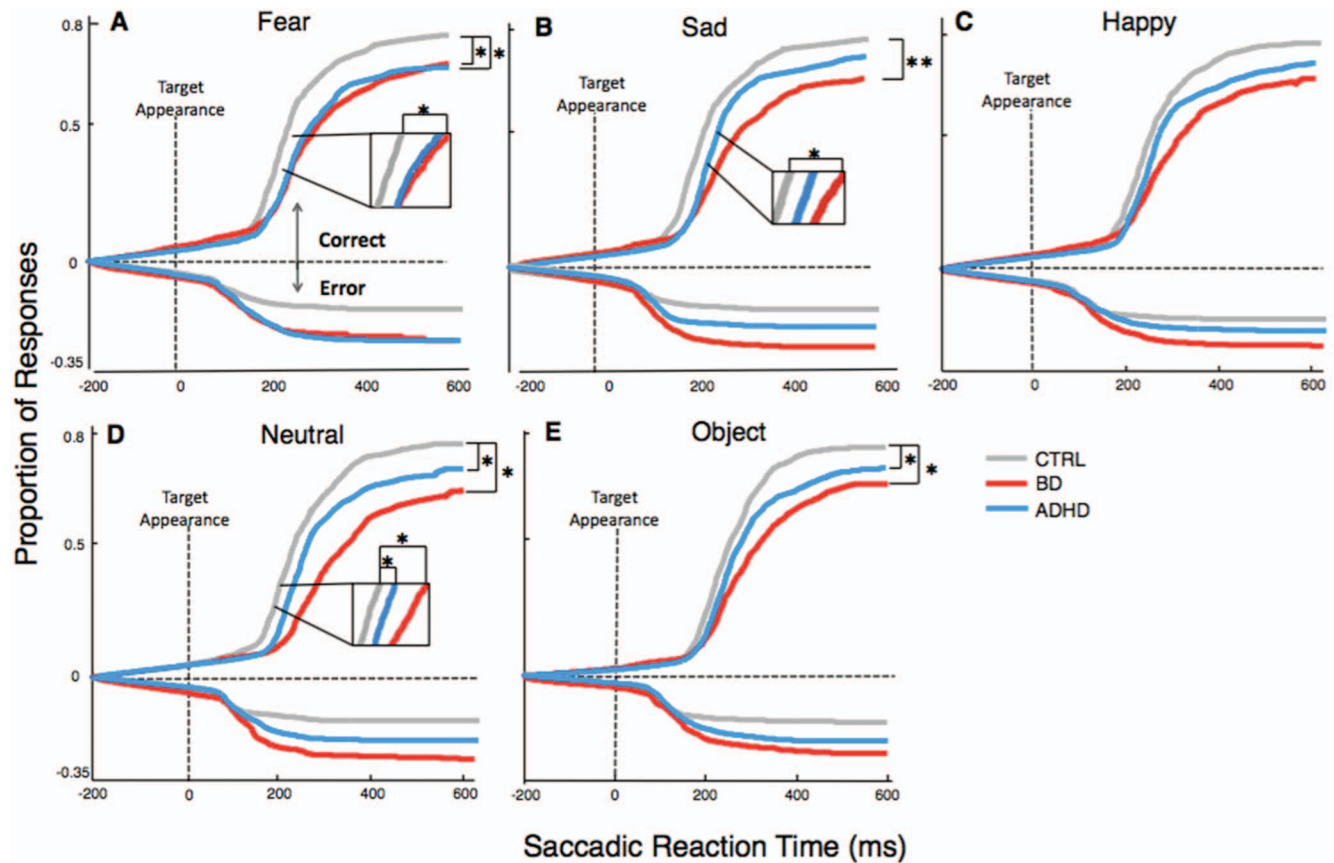 A Fear
B Sad
C Happy
0.8
0.5
0
-0.35
Target
Appearance
*
* *
Correct
Error
-200 0 200 400 600
Target
Appearance
*
**
-200 0 200 400 600
Target
Appearance
-200 0 200 400 600
Proportion of Responses
D Neutral
E Object
0.8
0.5
0
-0.35
Target
Appearance
*
*
* *
-200 0 200 400 600
Target
Appearance
* *
-200 0 200 400 600
CTRL
BD
ADHD
Saccadic Reaction Time (ms)